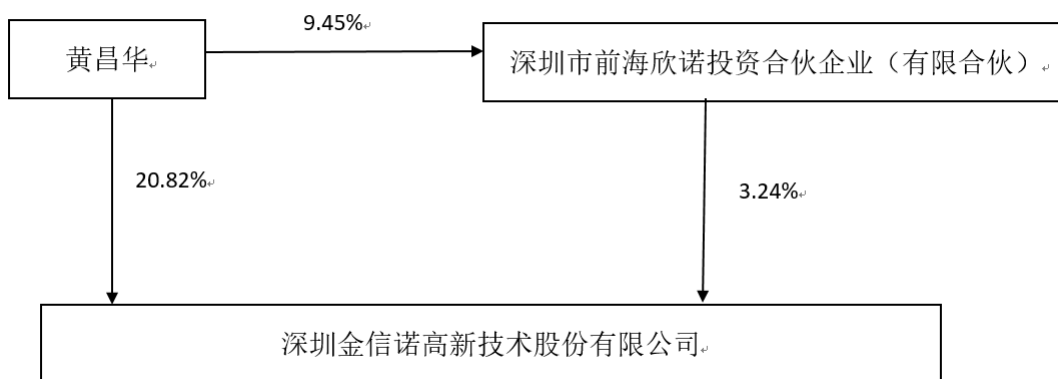 9.45%
黄昌华
深圳市前海欣诺投资合伙企业（有限合伙）
20.82%
3.24%
深圳金信诺高新技术股份有限公司